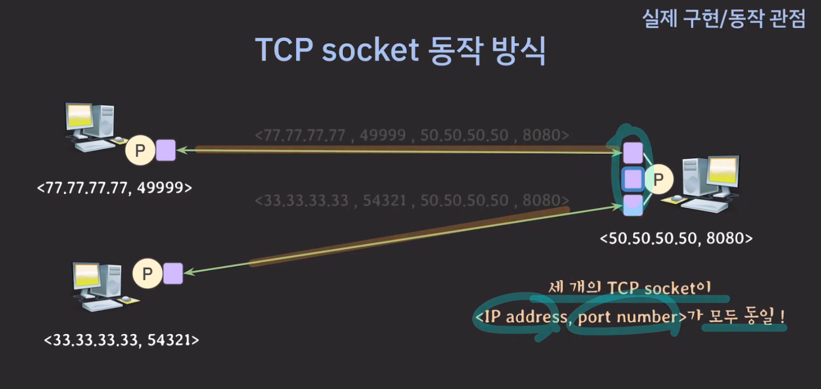 실제 구현/동작 관점
TCP socket 동작 방식
<77.77.77.77 , 49999 , 50.50.50.50 , 8080>
P
<77.77.77.77, 49999>
<33.33.33.33 , 54321 , 50.50.50.50 , 8080>
P
<50.50.50.50, 8080>
P
<33.33.33.33, 54321>
세 개의 TCP socket이
<IP address, port number>가 모두 동일 !